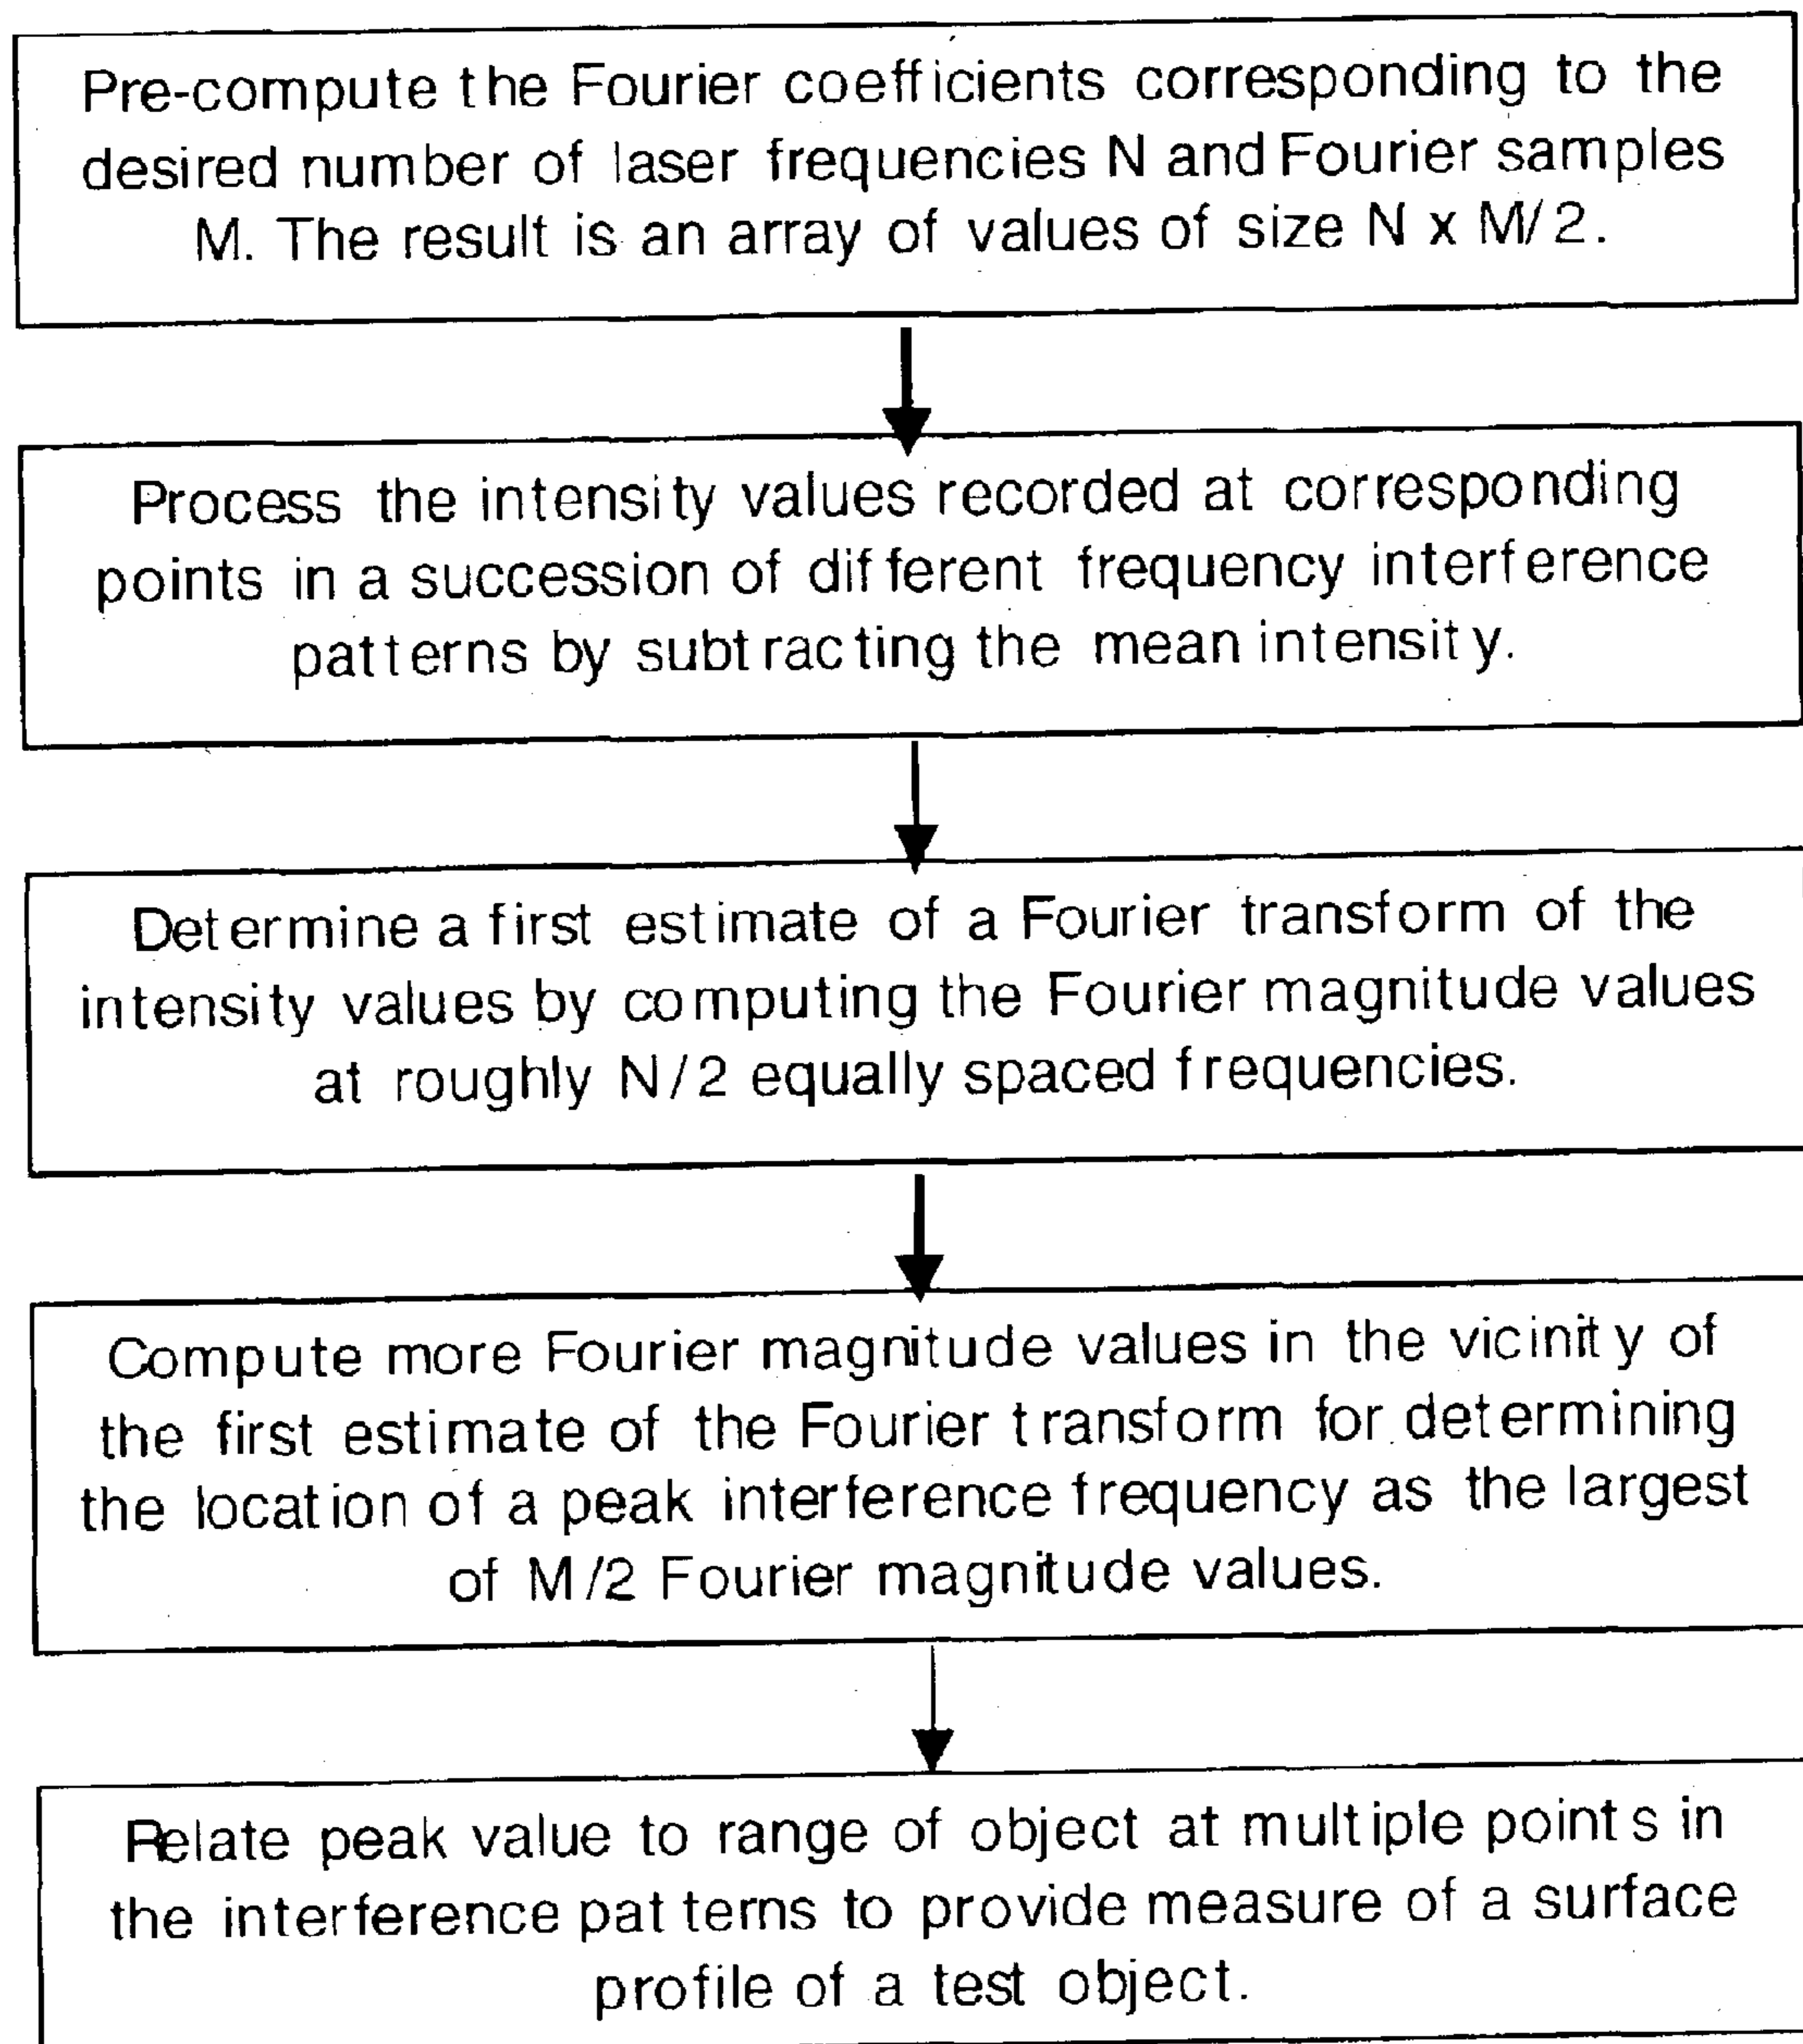 Pre-compute the Fourier coefficients corresponding to the
desired number of laser frequencies N and Fourier samples
M. The result is an array of values of size N x M/2.
Process the intensity values recorded at corresponding
points in a succession of different frequency interference
patterns by subtracting the mean intensity.
Determine a first estimate of a Fourier transform of the
intensity values by computing the Fourier magnitude values
at roughly N/2 equally spaced frequencies.
Compute more Fourier magnitude values in the vicinity of
the first estimate of the Fourier transform for determining
the location of a peak interference frequency as the largest
of M/2 Fourier magnitude values.
Relate peak value to range of object at multiple points in
the interference patterns to provide measure of a surface
profile of a test object.